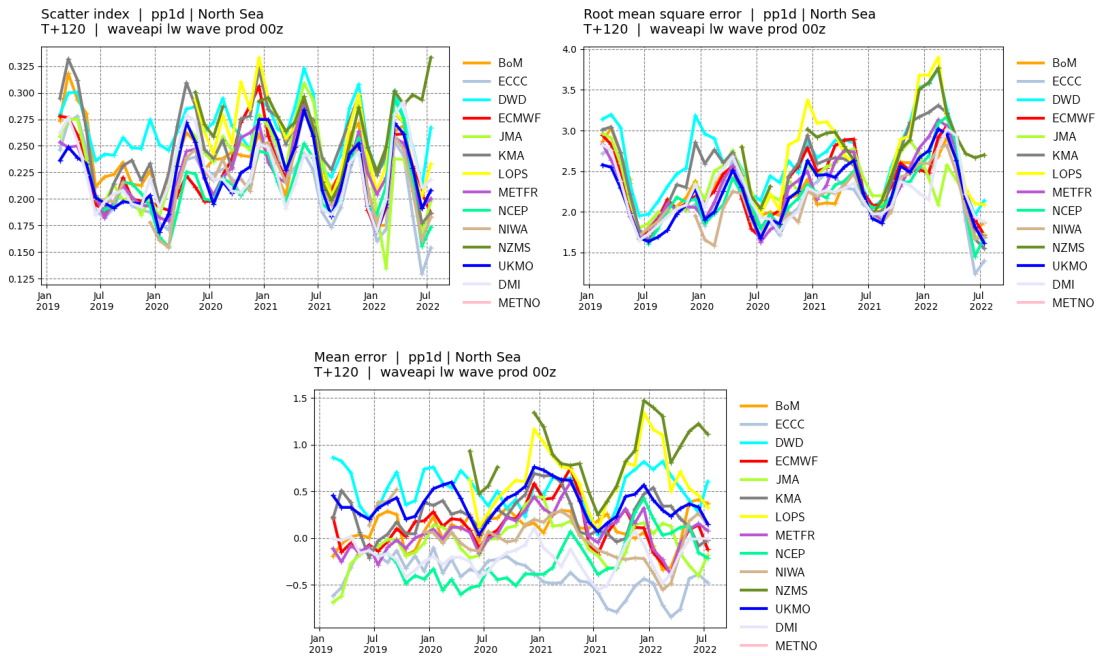 Scatter index | pp1d | North Sea
T+120 | waveapi lw wave prod 00z
0.325
0.300
0.275
0.250
0.225
0.200
0.175
0.150
0.125
Jan Jul Jan Jul Jan Jul Jan Jul
2019 2019 2020 2020 2021 2021 2022 2022
BoM
ECCC
DWD
ECMWF
JMA
KMA
LOPS
METFR
NCEP
NIWA
NZMS
UKMO
DMI
METNO
Root mean square error | pp1d | North Sea
T+120 | waveapi lw wave prod 00z
4.0
3.5
3.0
2.5
2.0
1.5
Jan Jul Jan Jul Jan Jul Jan Jul
2019 2019 2020 2020 2021 2021 2022 2022
BoM
ECCC
DWD
ECMWF
JMA
KMA
LOPS
METFR
NCEP
NIWA
NZMS
UKMO
DMI
METNO
Mean error | pp1d | North Sea
T+120 | waveapi lw wave prod 00z
1.5
1.0
0.5
0.0
−0.5
Jan Jul Jan Jul Jan Jul Jan Jul
2019 2019 2020 2020 2021 2021 2022 2022
BoM
ECCC
DWD
ECMWF
JMA
KMA
LOPS
METFR
NCEP
NIWA
NZMS
UKMO
DMI
METNO